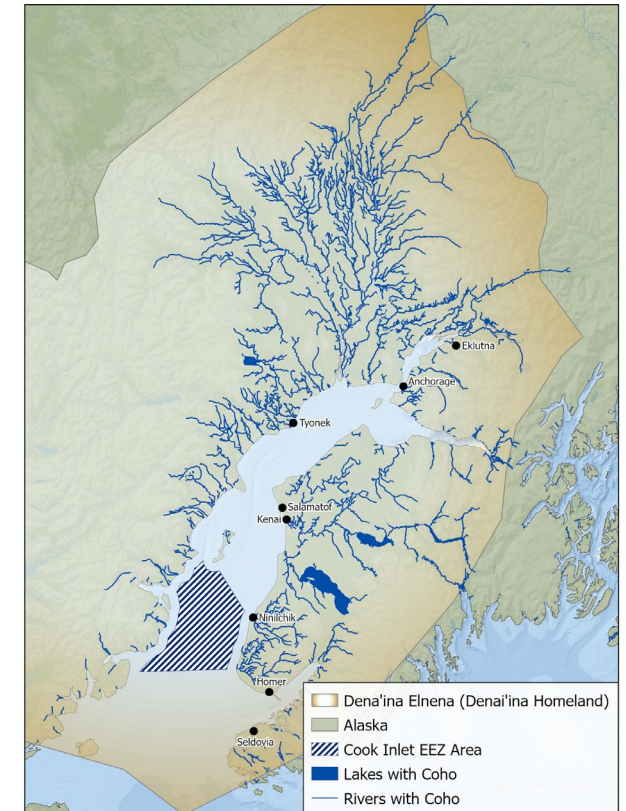 Eklutna
Anchorage
Tyonek
Salamatof
Kenai
Ninilchik
Homer
Seldovia
Dena'ina Elnena (Denai'ina Homeland)
Alaska
Cook Inlet EEZ Area
Lakes with Coho
Rivers with Coho